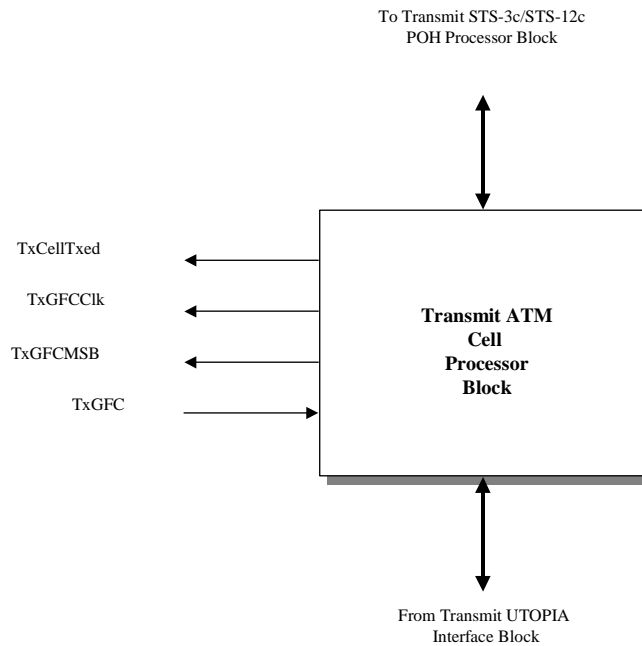 To Transmit STS-3c/STS-12c
POH Processor Block
TxCellTxed
TxGFCClk
TxGFCMSB
TxGFC
Transmit ATM
Cell
Processor
Block
From Transmit UTOPIA
Interface Block